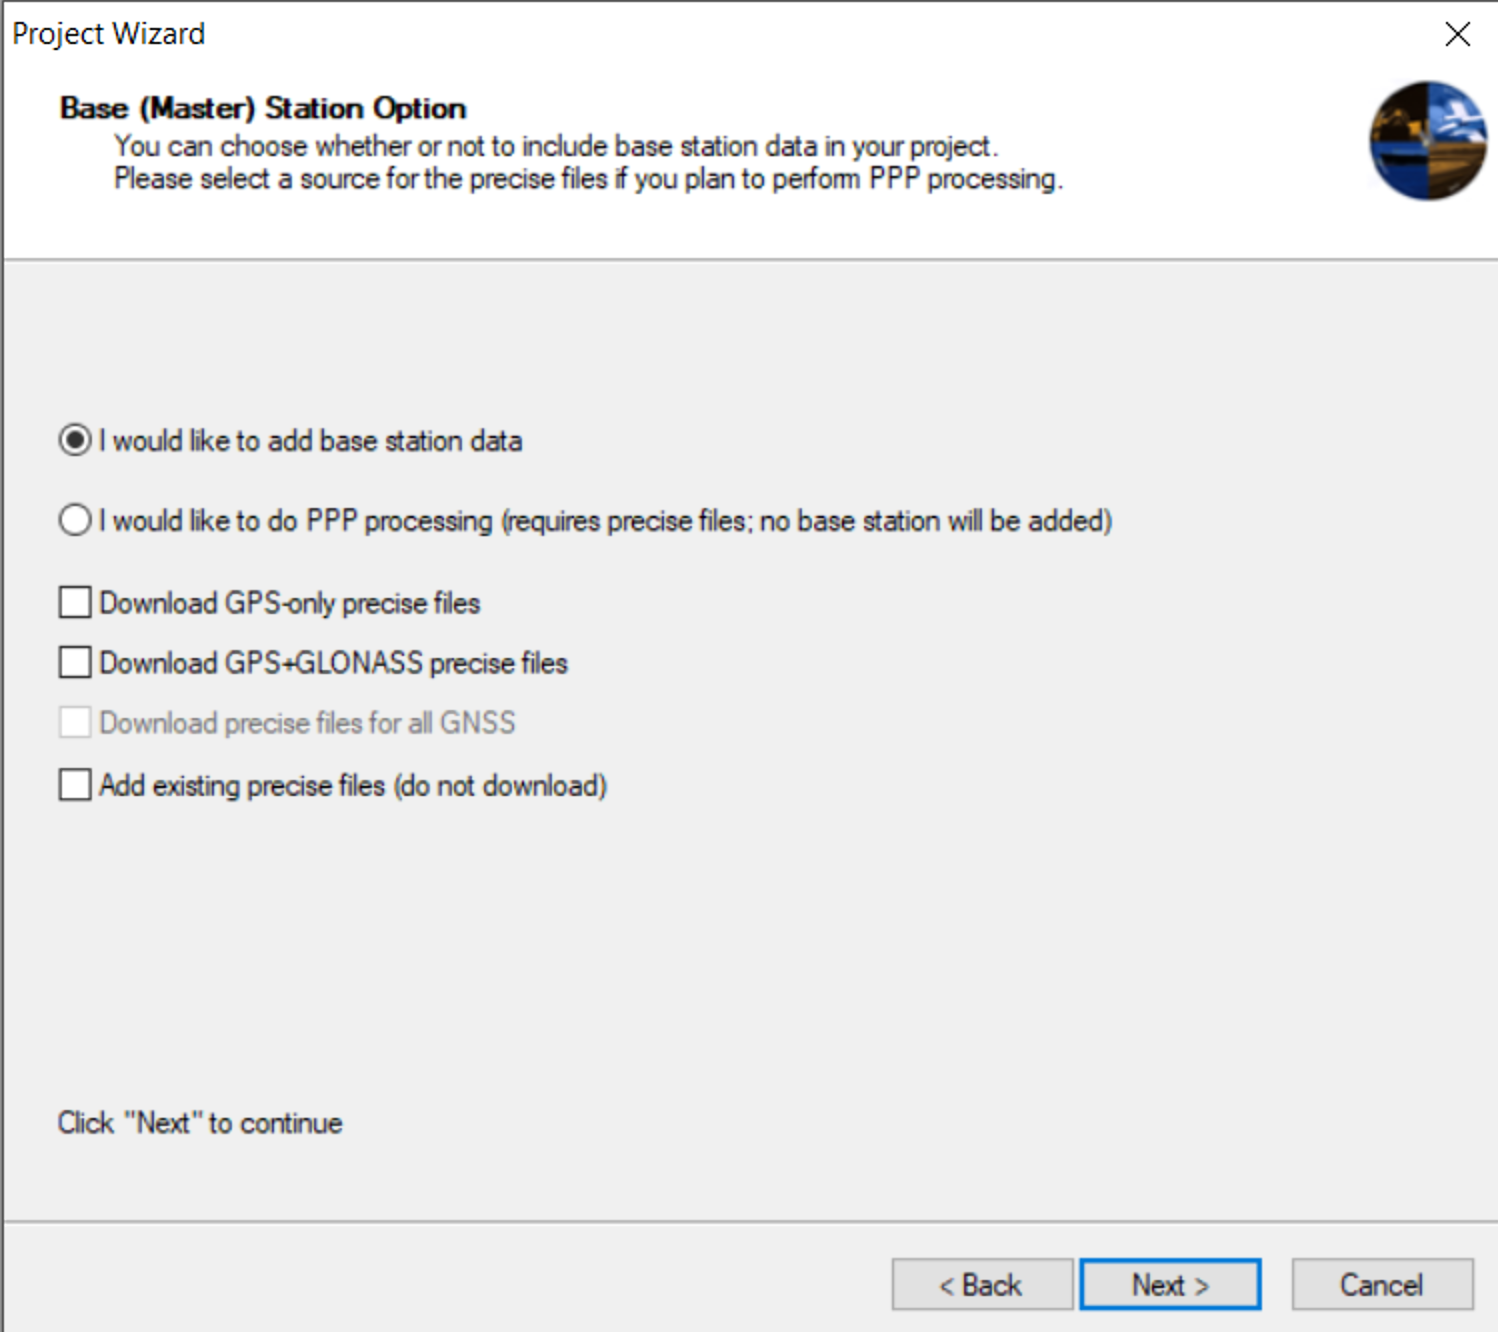 Project Wizard
Base (Master) Station Option
You can choose whether or not to include base station data in your project.
Please select a source for the precise files if you plan to perform PPP processing.
I would like to add base station data
I would like to do PPP processing (requires precise files; no base station will be added)
Download GPS-only precise files
Download GPS+GLONASS precise files
Download precise files for all GNSS
Add existing precise files (do not download)
Click "Next" to continue
< Back
Next >
Cancel